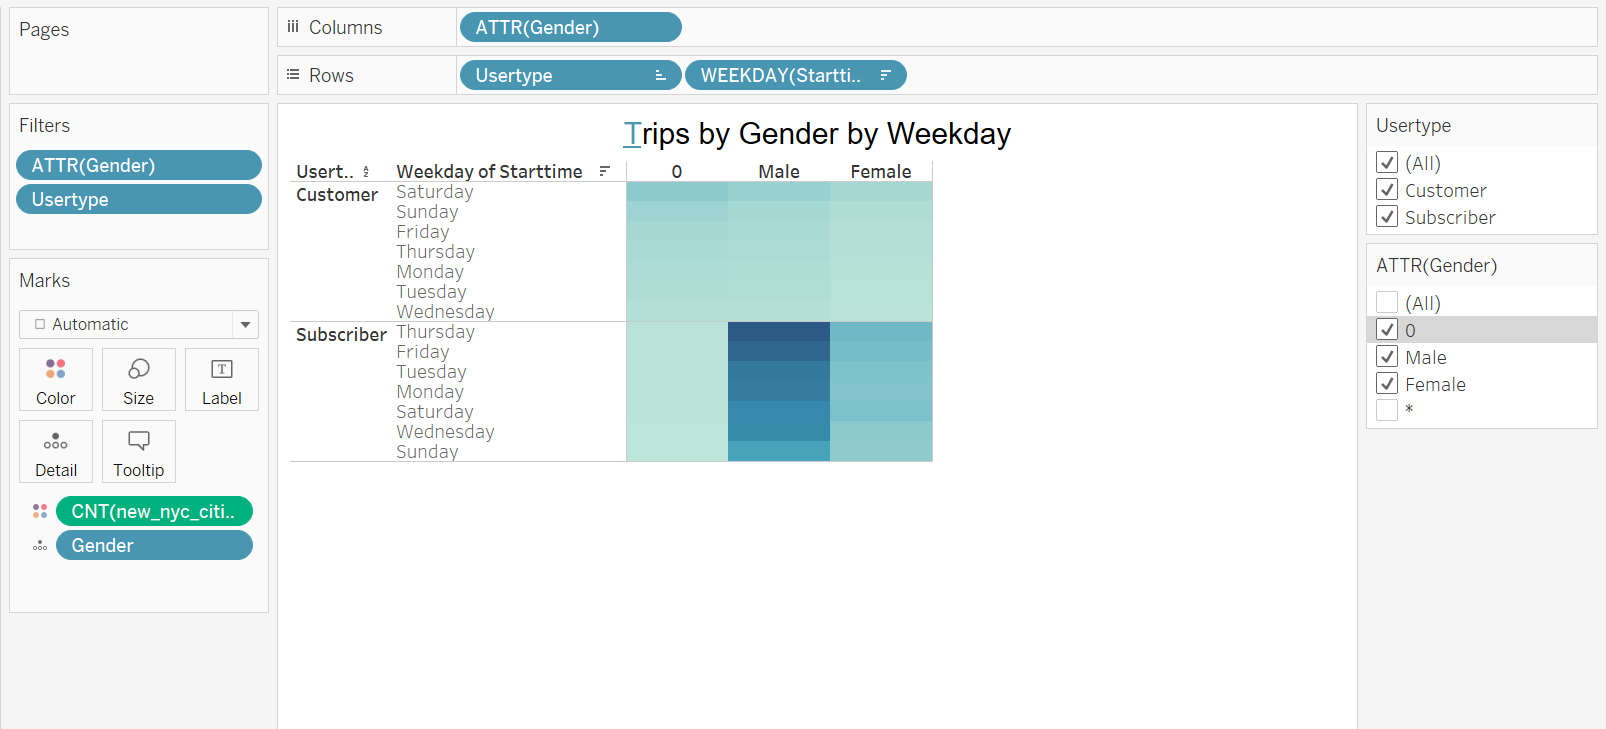 Pages
Columns
ATTR(Gender)
Rows
Usertype
WEEKDAY(Startti..
Filters
ATTR(Gender)
Usertype
Marks
Automatic
Color
Size
Label
Detail
Tooltip
CNT(new_nyc_citi..
Gender
Trips by Gender by Weekday
Usert.. Weekday of Starttime 0 Male Female
Customer Saturday
Sunday
Friday
Thursday
Monday
Tuesday
Wednesday
Subscriber Thursday
Friday
Tuesday
Monday
Saturday
Wednesday
Sunday
Usertype
(All)
Customer
Subscriber
ATTR(Gender)
(All)
0
Male
Female
*